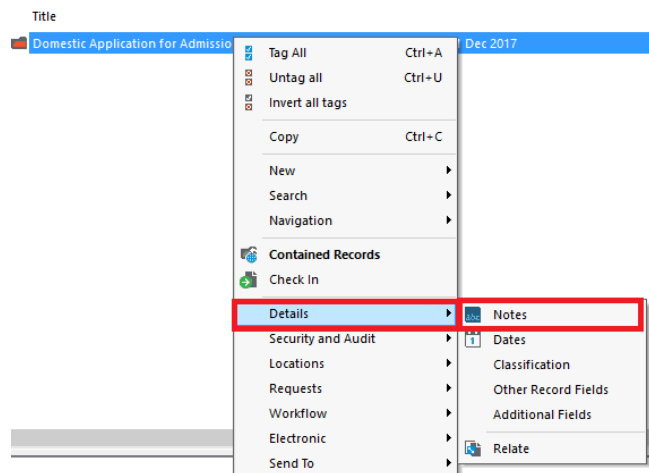 Title
Domestic Application for Admissio Dec 2017
Tag All Ctrl+A
Untag all Ctrl+U
Invert all tags
Copy Ctrl+C
New
Search
Navigation
Contained Records
Check In
Details
Security and Audit
Locations
Requests
Workflow
Electronic
Send To
abc Notes
1 Dates
Classification
Other Record Fields
Additional Fields
Relate